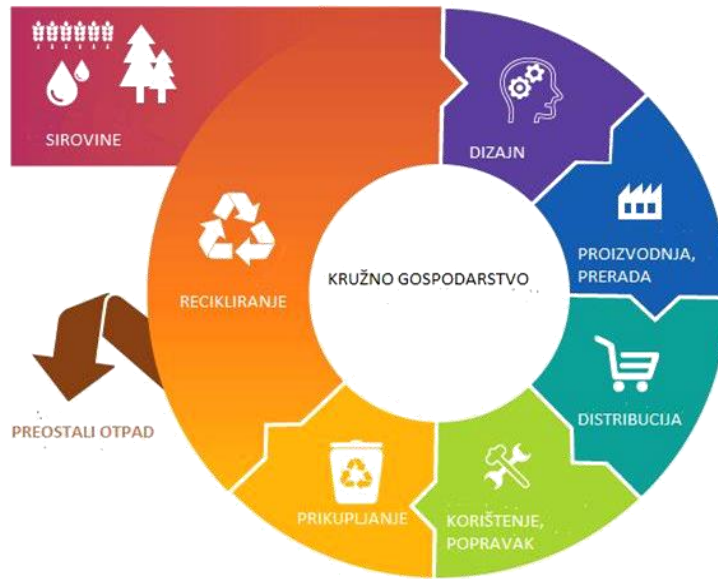 SIROVINE
DIZAJN
PROIZVODNJA,
PRERADA
KRUŽNO GOSPODARSTVO
RECIKLIRANJE
DISTRIBUCIJA
PREOSTALI OTPAD
PRIKUPLJANJE
KORIŠTENJE,
POPRAVAK